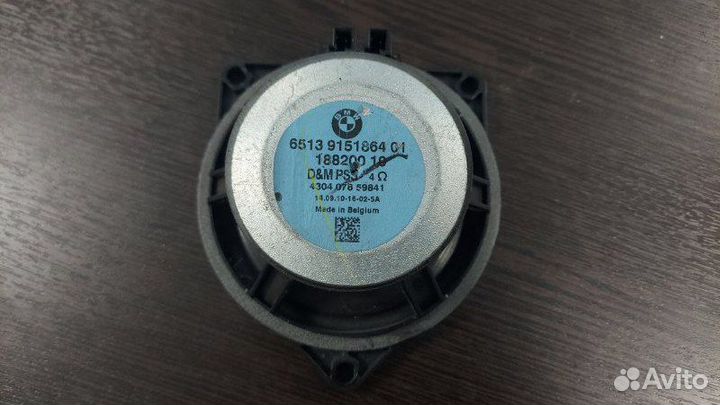 BMW
6513 9151864 01
188200 10
D&M PSS 4 Ω
4304 078 59841
14.09.10-16-02-5A
Made in Belgium
Avito